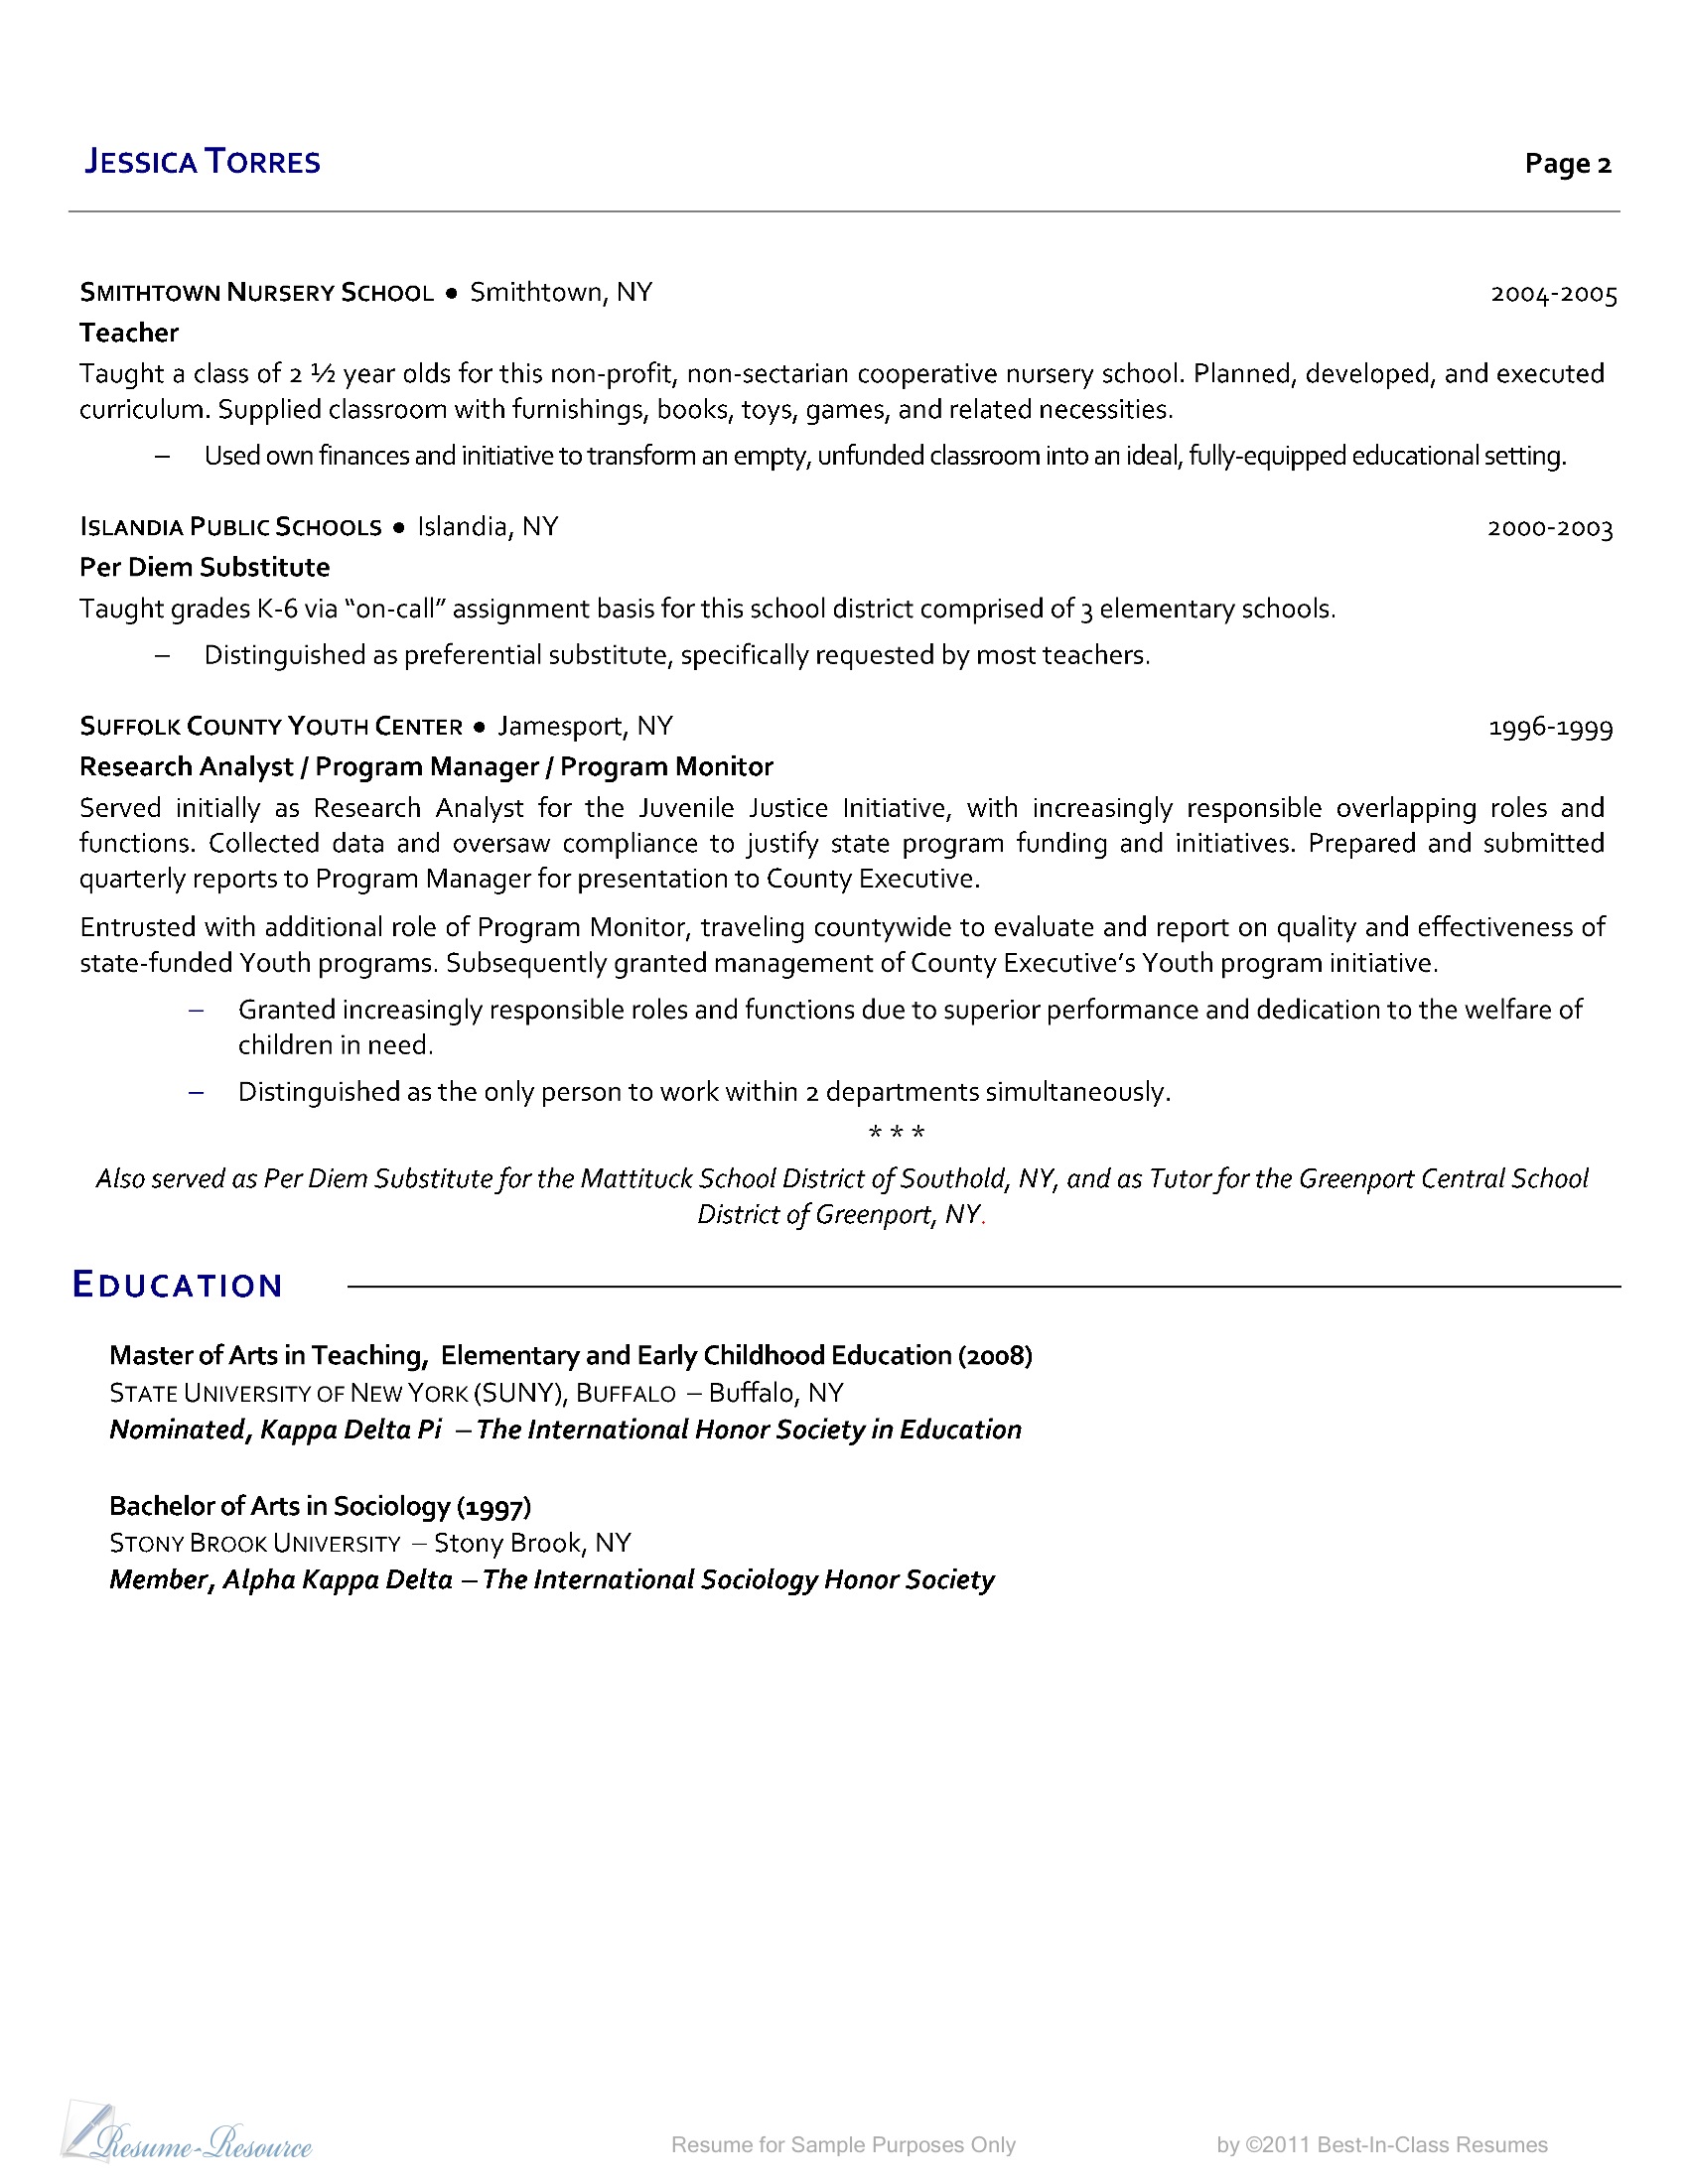 JESSICA TORRES Page 2
SMITHTOWN NURSERY SCHOOL ● Smithtown, NY 2004-2005
Teacher
Taught a class of 2 ½ year olds for this non-profit, non-sectarian cooperative nursery school. Planned, developed, and executed
curriculum. Supplied classroom with furnishings, books, toys, games, and related necessities.
– Used own finances and initiative to transform an empty, unfunded classroom into an ideal, fully-equipped educational setting.
ISLANDIA PUBLIC SCHOOLS ● Islandia, NY 2000-2003
Per Diem Substitute
Taught grades K-6 via “on-call” assignment basis for this school district comprised of 3 elementary schools.
– Distinguished as preferential substitute, specifically requested by most teachers.
SUFFOLK COUNTY YOUTH CENTER ● Jamesport, NY 1996-1999
Research Analyst / Program Manager / Program Monitor
Served initially as Research Analyst for the Juvenile Justice Initiative, with increasingly responsible overlapping roles and
functions. Collected data and oversaw compliance to justify state program funding and initiatives. Prepared and submitted
quarterly reports to Program Manager for presentation to County Executive.
Entrusted with additional role of Program Monitor, traveling countywide to evaluate and report on quality and effectiveness of
state-funded Youth programs. Subsequently granted management of County Executive’s Youth program initiative.
– Granted increasingly responsible roles and functions due to superior performance and dedication to the welfare of
children in need.
– Distinguished as the only person to work within 2 departments simultaneously.
* * *
Also served as Per Diem Substitute for the Mattituck School District of Southold, NY, and as Tutor for the Greenport Central School
District of Greenport, NY.
EDUCATION
Master of Arts in Teaching, Elementary and Early Childhood Education (2008)
STATE UNIVERSITY OF NEW YORK (SUNY), BUFFALO – Buffalo, NY
Nominated, Kappa Delta Pi – The International Honor Society in Education
Bachelor of Arts in Sociology (1997)
STONY BROOK UNIVERSITY – Stony Brook, NY
Member, Alpha Kappa Delta – The International Sociology Honor Society
Resume-Resource Resume for Sample Purposes Only by ©2011 Best-In-Class Resumes